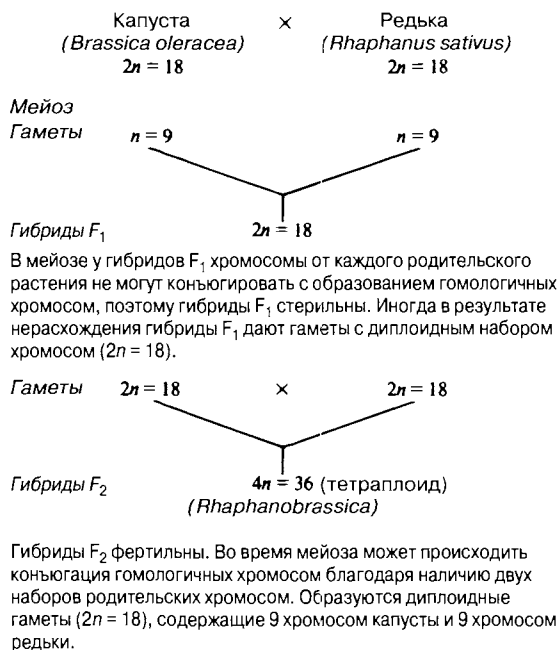 Капуста × Редька
(Brassica oleracea) (Rhaphanus sativus)
2n = 18 2n = 18
Мейоз
Гаметы n = 9 n = 9
Гибриды F₁ 2n = 18
В мейозе у гибридов F₁ хромосомы от каждого родительского
растения не могут конъюгировать с образованием гомологичных
хромосом, поэтому гибриды F₁ стерильны. Иногда в результате
нерасхождения гибриды F₁ дают гаметы с диплоидным набором
хромосом (2n = 18).
Гаметы 2n = 18 × 2n = 18
Гибриды F₂ 4n = 36 (тетраплоид)
(Rhaphanobrassica)
Гибриды F₂ фертильны. Во время мейоза может происходить
конъюгация гомологичных хромосом благодаря наличию двух
наборов родительских хромосом. Образуются диплоидные
гаметы (2n = 18), содержащие 9 хромосом капусты и 9 хромосом
редьки.